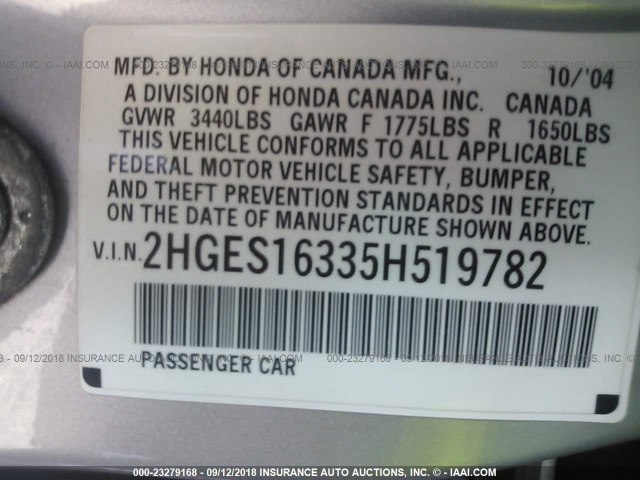 MFD. BY HONDA OF CANADA MFG., 10/'04
A DIVISION OF HONDA CANADA INC. CANADA
GVWR 3440LBS GAWR F 1775LBS R 1650LBS
THIS VEHICLE CONFORMS TO ALL APPLICABLE
FEDERAL MOTOR VEHICLE SAFETY, BUMPER,
AND THEFT PREVENTION STANDARDS IN EFFECT
ON THE DATE OF MANUFACTURE SHOWN ABOVE.
V.I.N. 2HGES16335H519782
PASSENGER CAR
000-23279168 - 09/12/2018 INSURANCE AUTO AUCTIONS, INC. - © - IAAI.COM